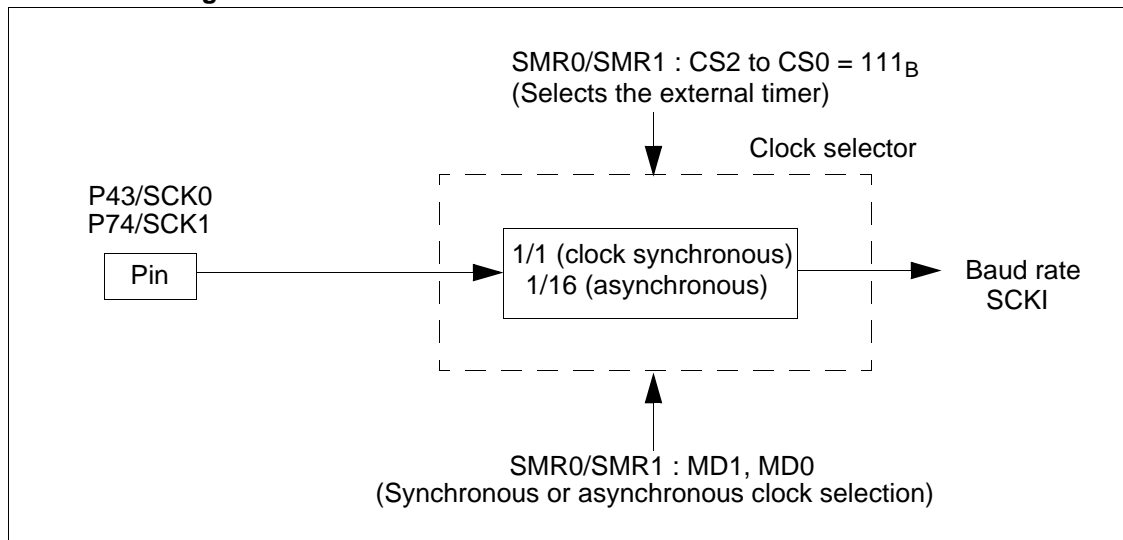 SMR0/SMR1 : CS2 to CS0 = 111B
(Selects the external timer)
Clock selector
P43/SCK0
P74/SCK1
Pin
1/1 (clock synchronous)
1/16 (asynchronous)
Baud rate
SCKI
SMR0/SMR1 : MD1, MD0
(Synchronous or asynchronous clock selection)